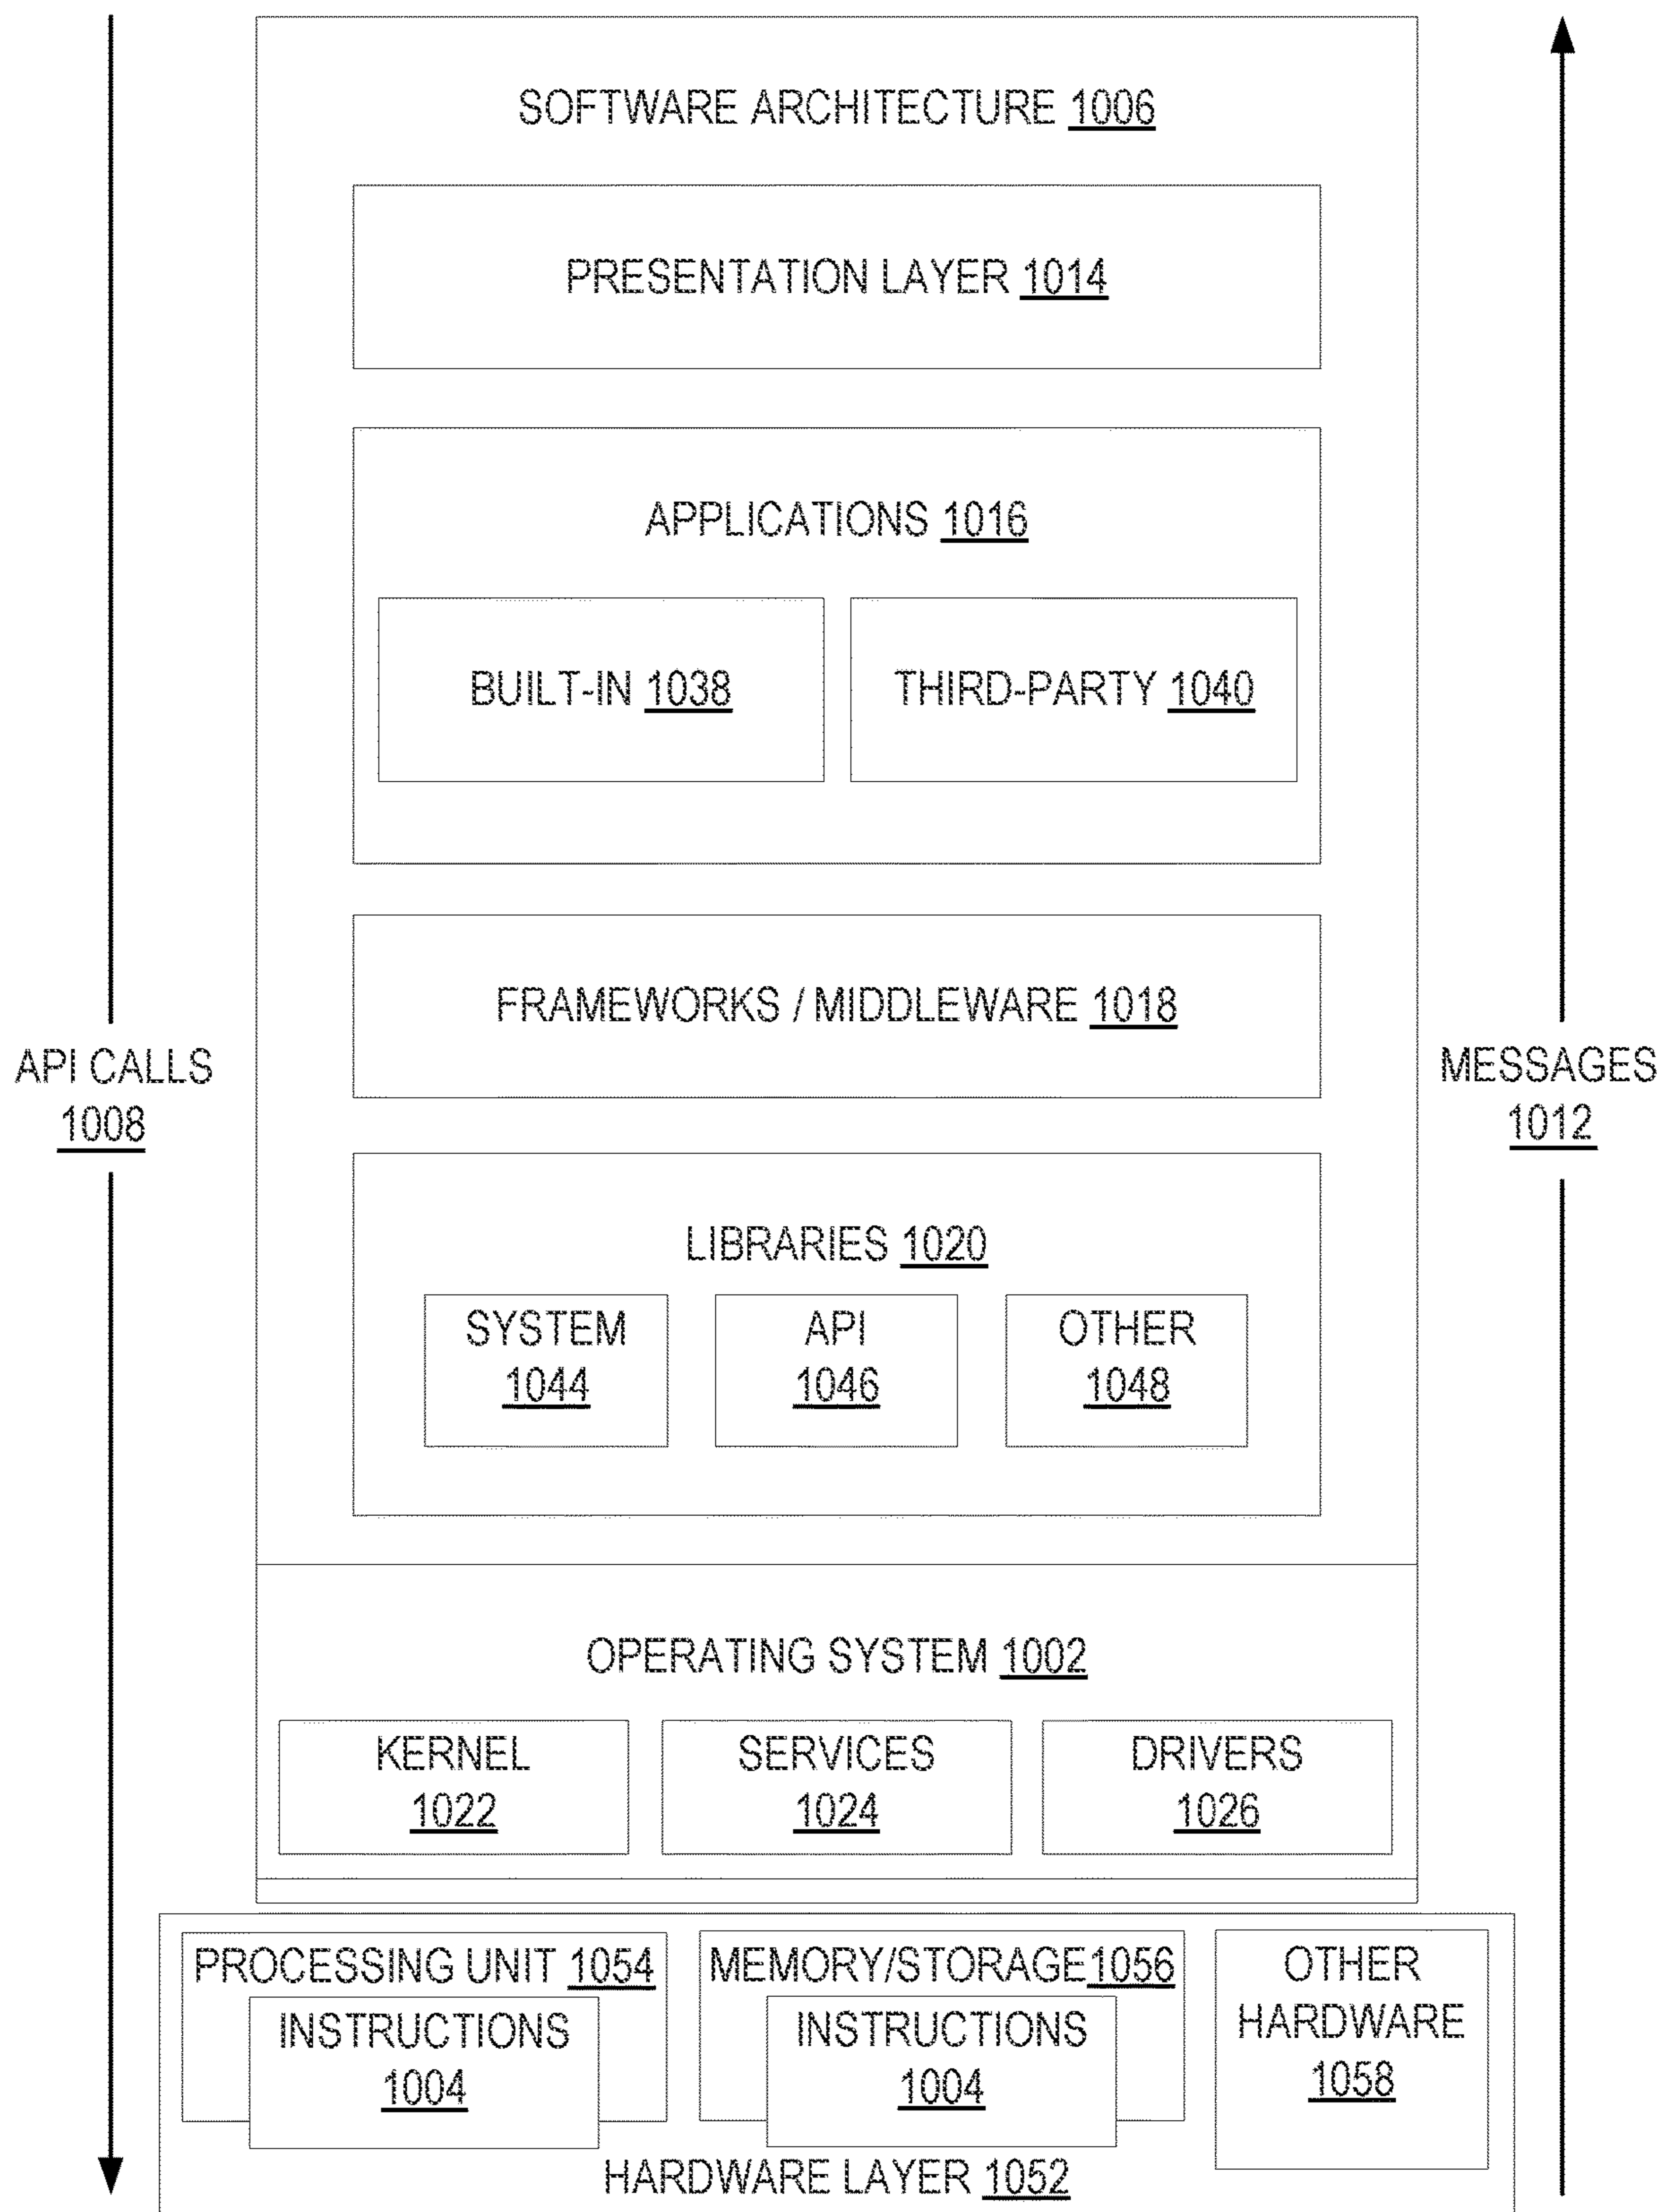 SOFTWARE ARCHITECTURE 1006
PRESENTATION LAYER 1014
APPLICATIONS 1016
BUILT-IN 1038
THIRD-PARTY 1040
FRAMEWORKS / MIDDLEWARE 1018
API CALLS
1008
MESSAGES
1012
LIBRARIES 1020
SYSTEM
1044
API
1046
OTHER
1048
OPERATING SYSTEM 1002
KERNEL
1022
SERVICES
1024
DRIVERS
1026
PROCESSING UNIT 1054
INSTRUCTIONS
1004
MEMORY/STORAGE1056
INSTRUCTIONS
1004
OTHER
HARDWARE
1058
HARDWARE LAYER 1052